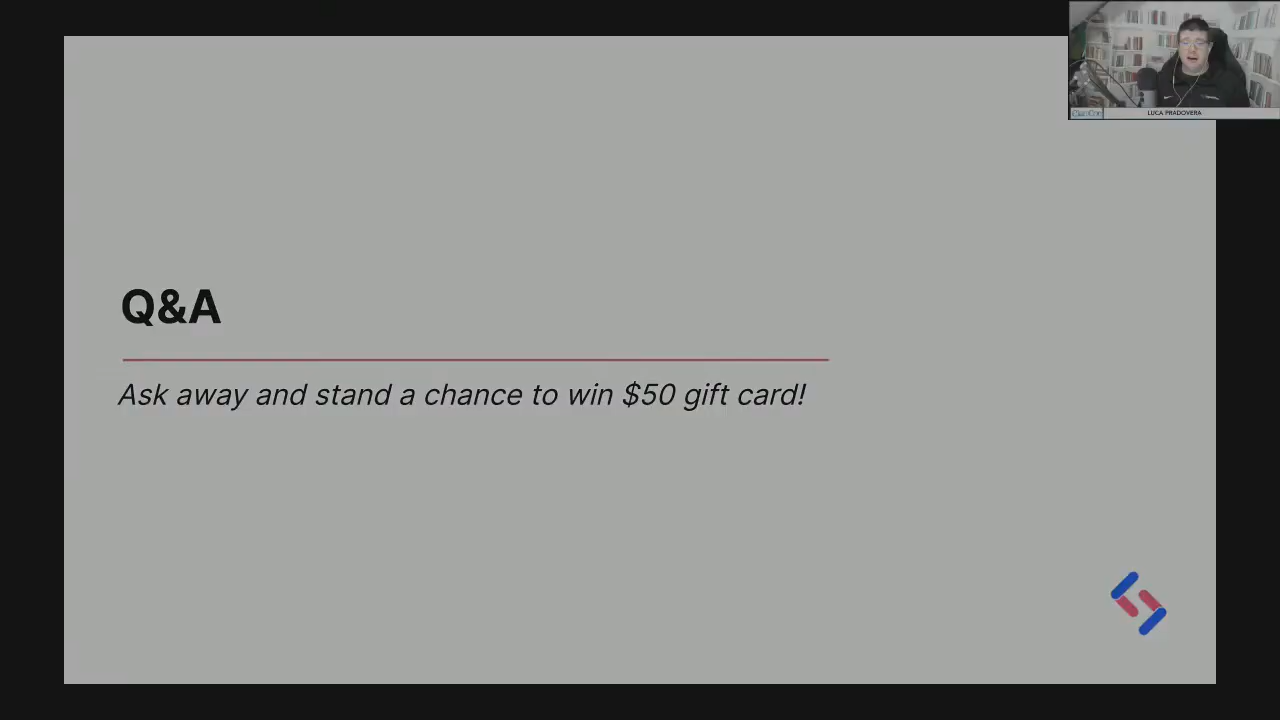 LUCA PRADOVERA
Q&A
Ask away and stand a chance to win $50 gift card!